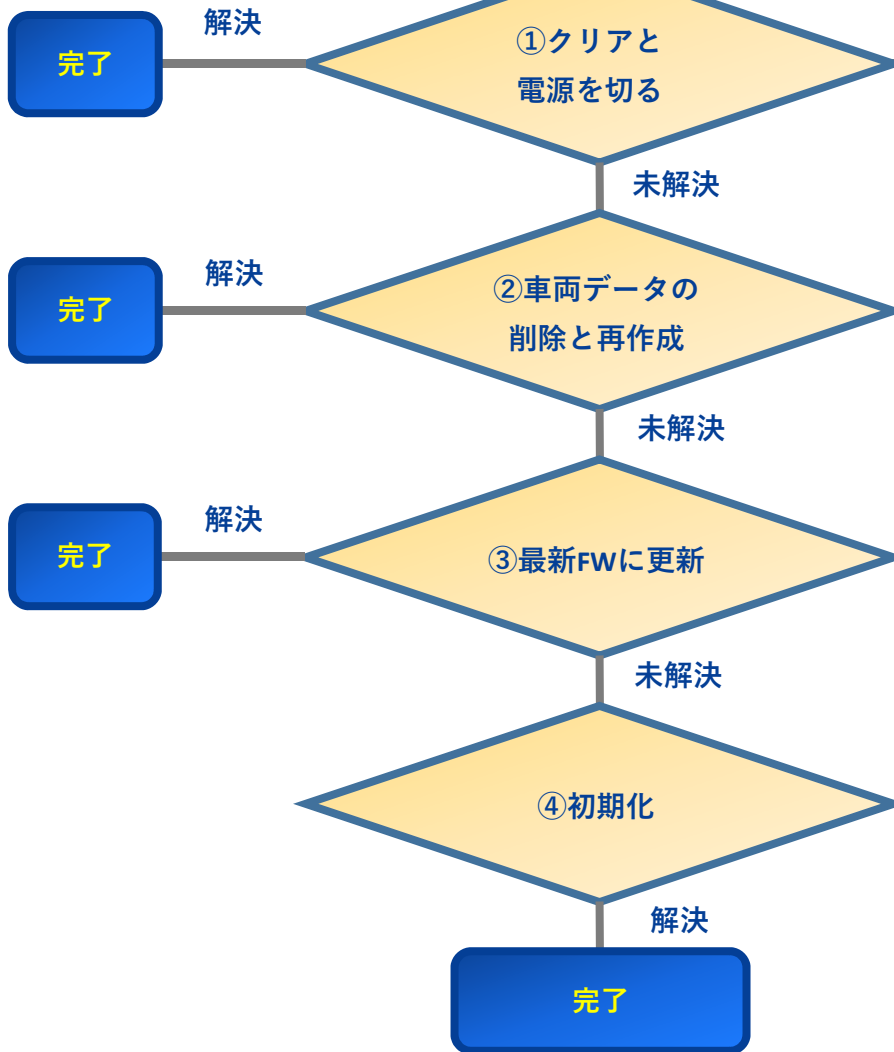 解決
完了
①クリアと
電源を切る
未解決
解決
完了
②車両データの
削除と再作成
未解決
解決
完了
③最新FWに更新
未解決
④初期化
解決
完了